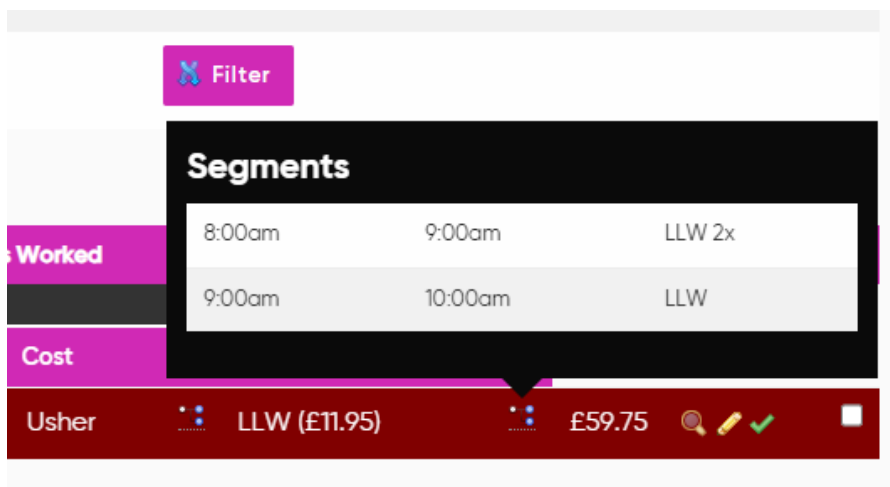 Filter
Segments
8:00am 9:00am LLW 2x
s Worked
9:00am 10:00am LLW
Cost
Usher LLW (£11.95) £59.75